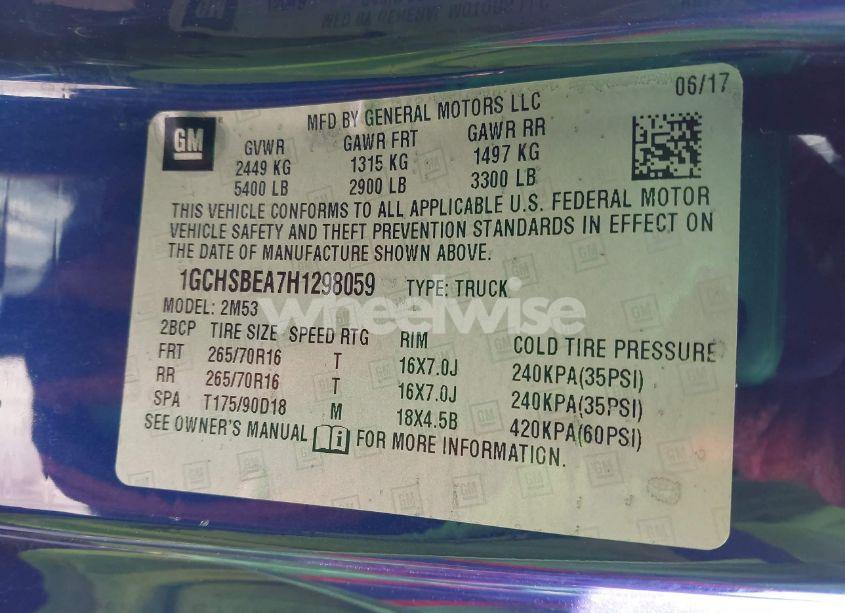 MFD BY GENERAL MOTORS LLC
06/17
GM
GVWR GAWR FRT GAWR RR
2449 KG 1315 KG 1497 KG
5400 LB 2900 LB 3300 LB
THIS VEHICLE CONFORMS TO ALL APPLICABLE U.S. FEDERAL MOTOR
VEHICLE SAFETY AND THEFT PREVENTION STANDARDS IN EFFECT ON
THE DATE OF MANUFACTURE SHOWN ABOVE.
1GCHSBEA7H1298059 TYPE: TRUCK
wheelwise
MODEL: 2M53
2BCP TIRE SIZE SPEED RTG RIM COLD TIRE PRESSURE
FRT 265/70R16 T 16X7.0J 240KPA(35PSI)
RR 265/70R16 T 16X7.0J 240KPA(35PSI)
SPA T175/90D18 M 18X4.5B 420KPA(60PSI)
SEE OWNER'S MANUAL i FOR MORE INFORMATION.